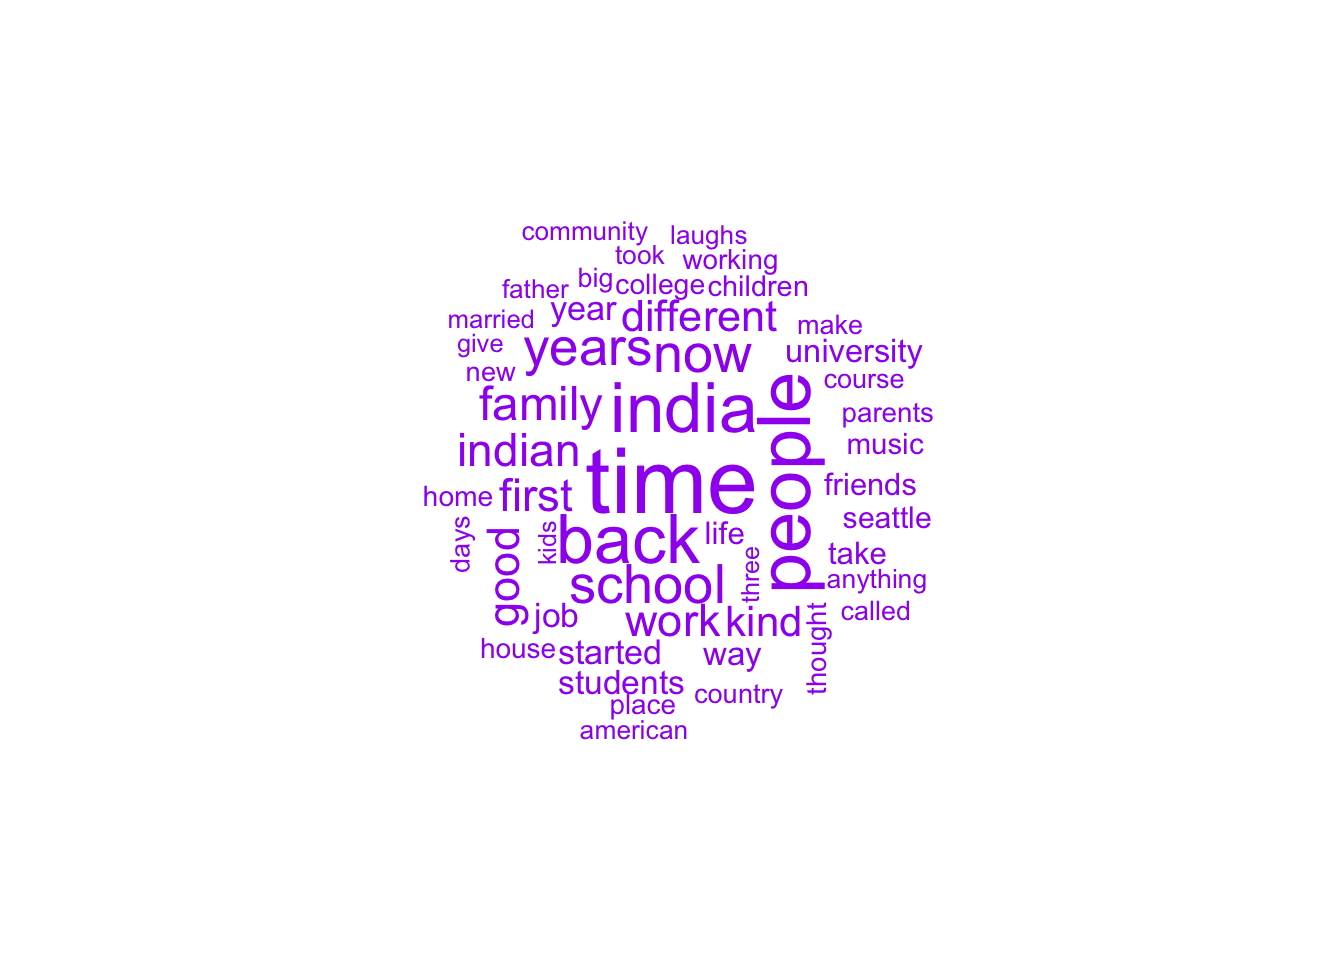 community laughs
took working
father big college children
married year different make
give years now university
new course
family india people parents
indian music
home first time friends
seattle
days good kids back life take
school three anything
job work kind thought called
house started way
students country
place
american